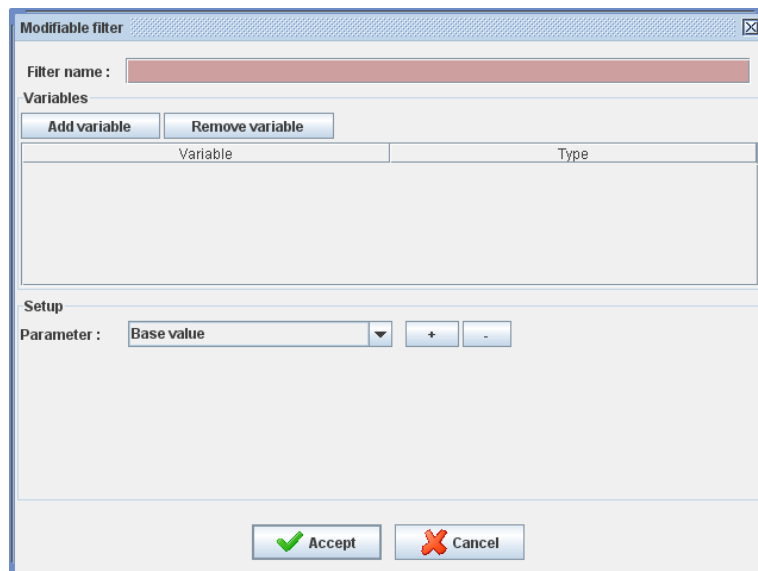 Modifiable filter
Filter name :
Variables
Add variable Remove variable
Variable Type
Setup
Parameter : Base value + -
Accept Cancel